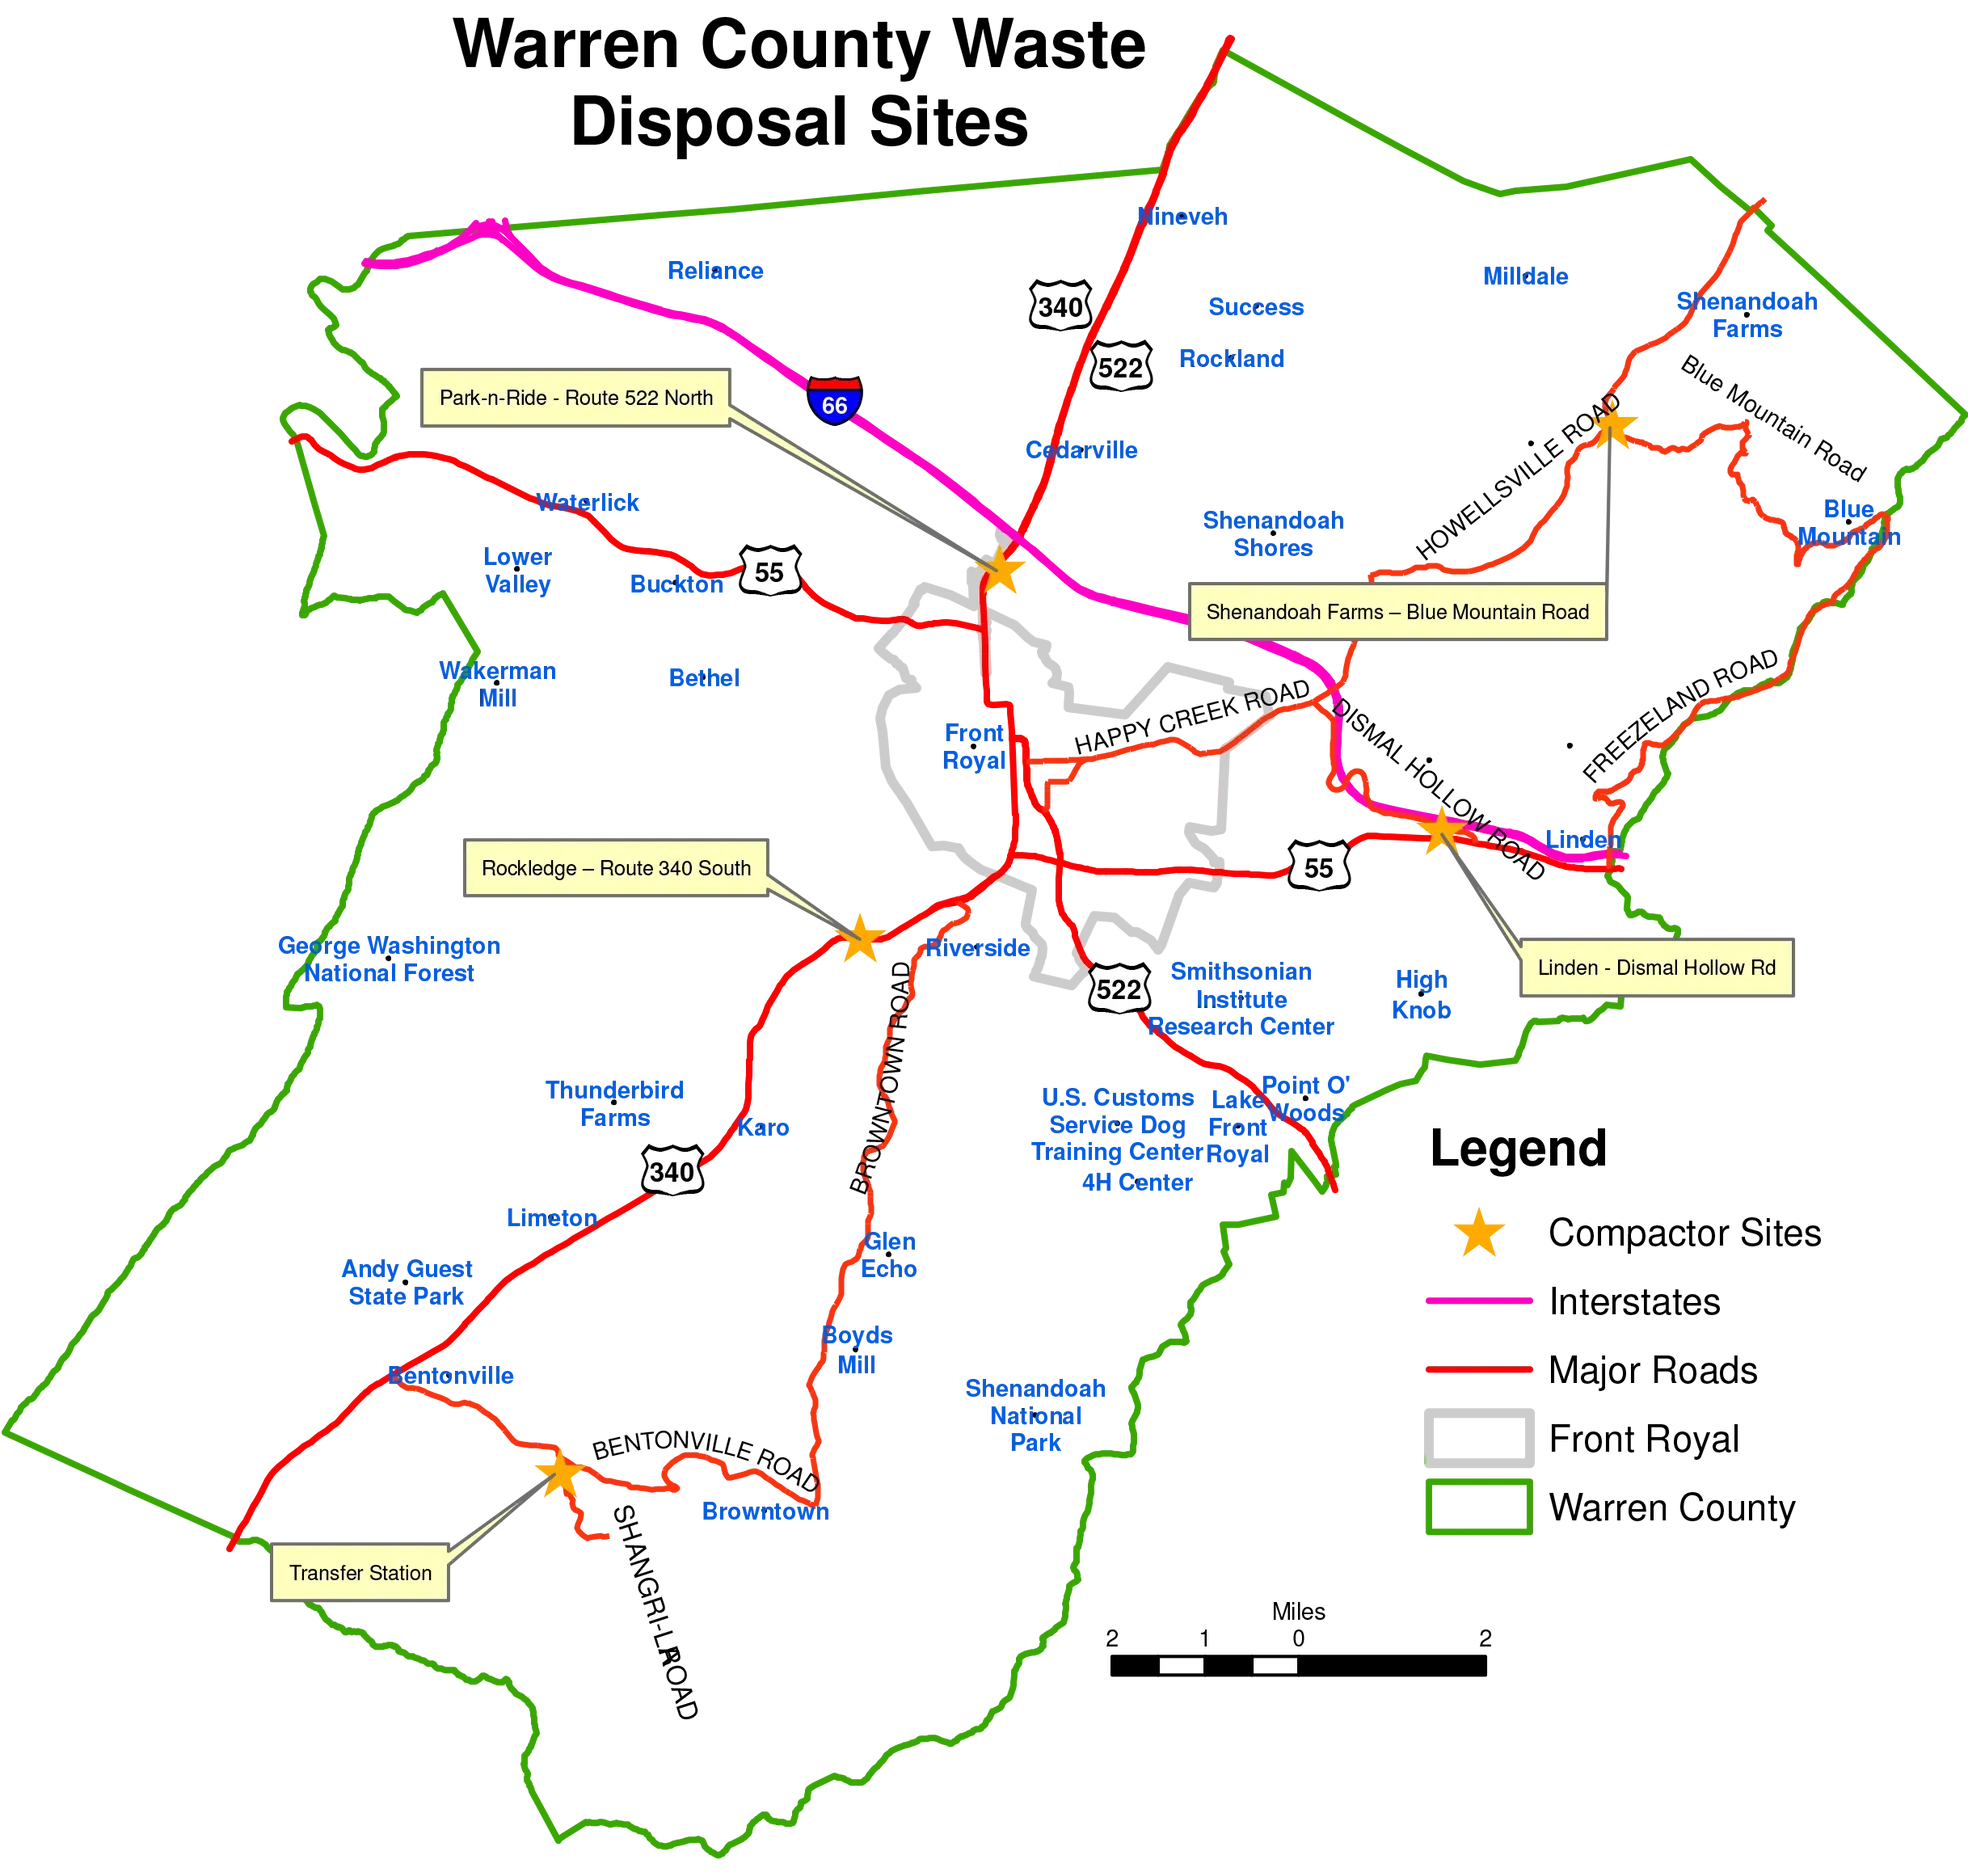 Warren County Waste
Disposal Sites
Nineveh
Reliance
Milldale
340
Success
Shenandoah
Farms
522
Rockland
Park-n-Ride - Route 522 North
66
Blue Mountain Road
Cedarville
HOWELLSVILLE ROAD
Waterlick
Shenandoah
Shores
Blue
Mountain
Lower
Valley
Buckton
55
Shenandoah Farms – Blue Mountain Road
Wakerman
Mill
Bethel
FREEZELAND ROAD
Front
Royal
HAPPY CREEK ROAD
DISMAL HOLLOW ROAD
Linden
Rockledge – Route 340 South
55
George Washington
National Forest
Riverside
Linden - Dismal Hollow Rd
522
Smithsonian
Institute
Research Center
High
Knob
BROWNTOWN ROAD
Thunderbird
Farms
Karo
U.S. Customs
Service Dog
Training Center
4H Center
Lake
Front
Royal
Point O'
Woods
340
Limeton
Glen
Echo
Andy Guest
State Park
Boyds
Mill
Bentonville
Shenandoah
National
Park
BENTONVILLE ROAD
Browntown
Transfer Station
SHANGRI-LA ROAD
Legend
Compactor Sites
Interstates
Major Roads
Front Royal
Warren County
Miles
2 1 0 2